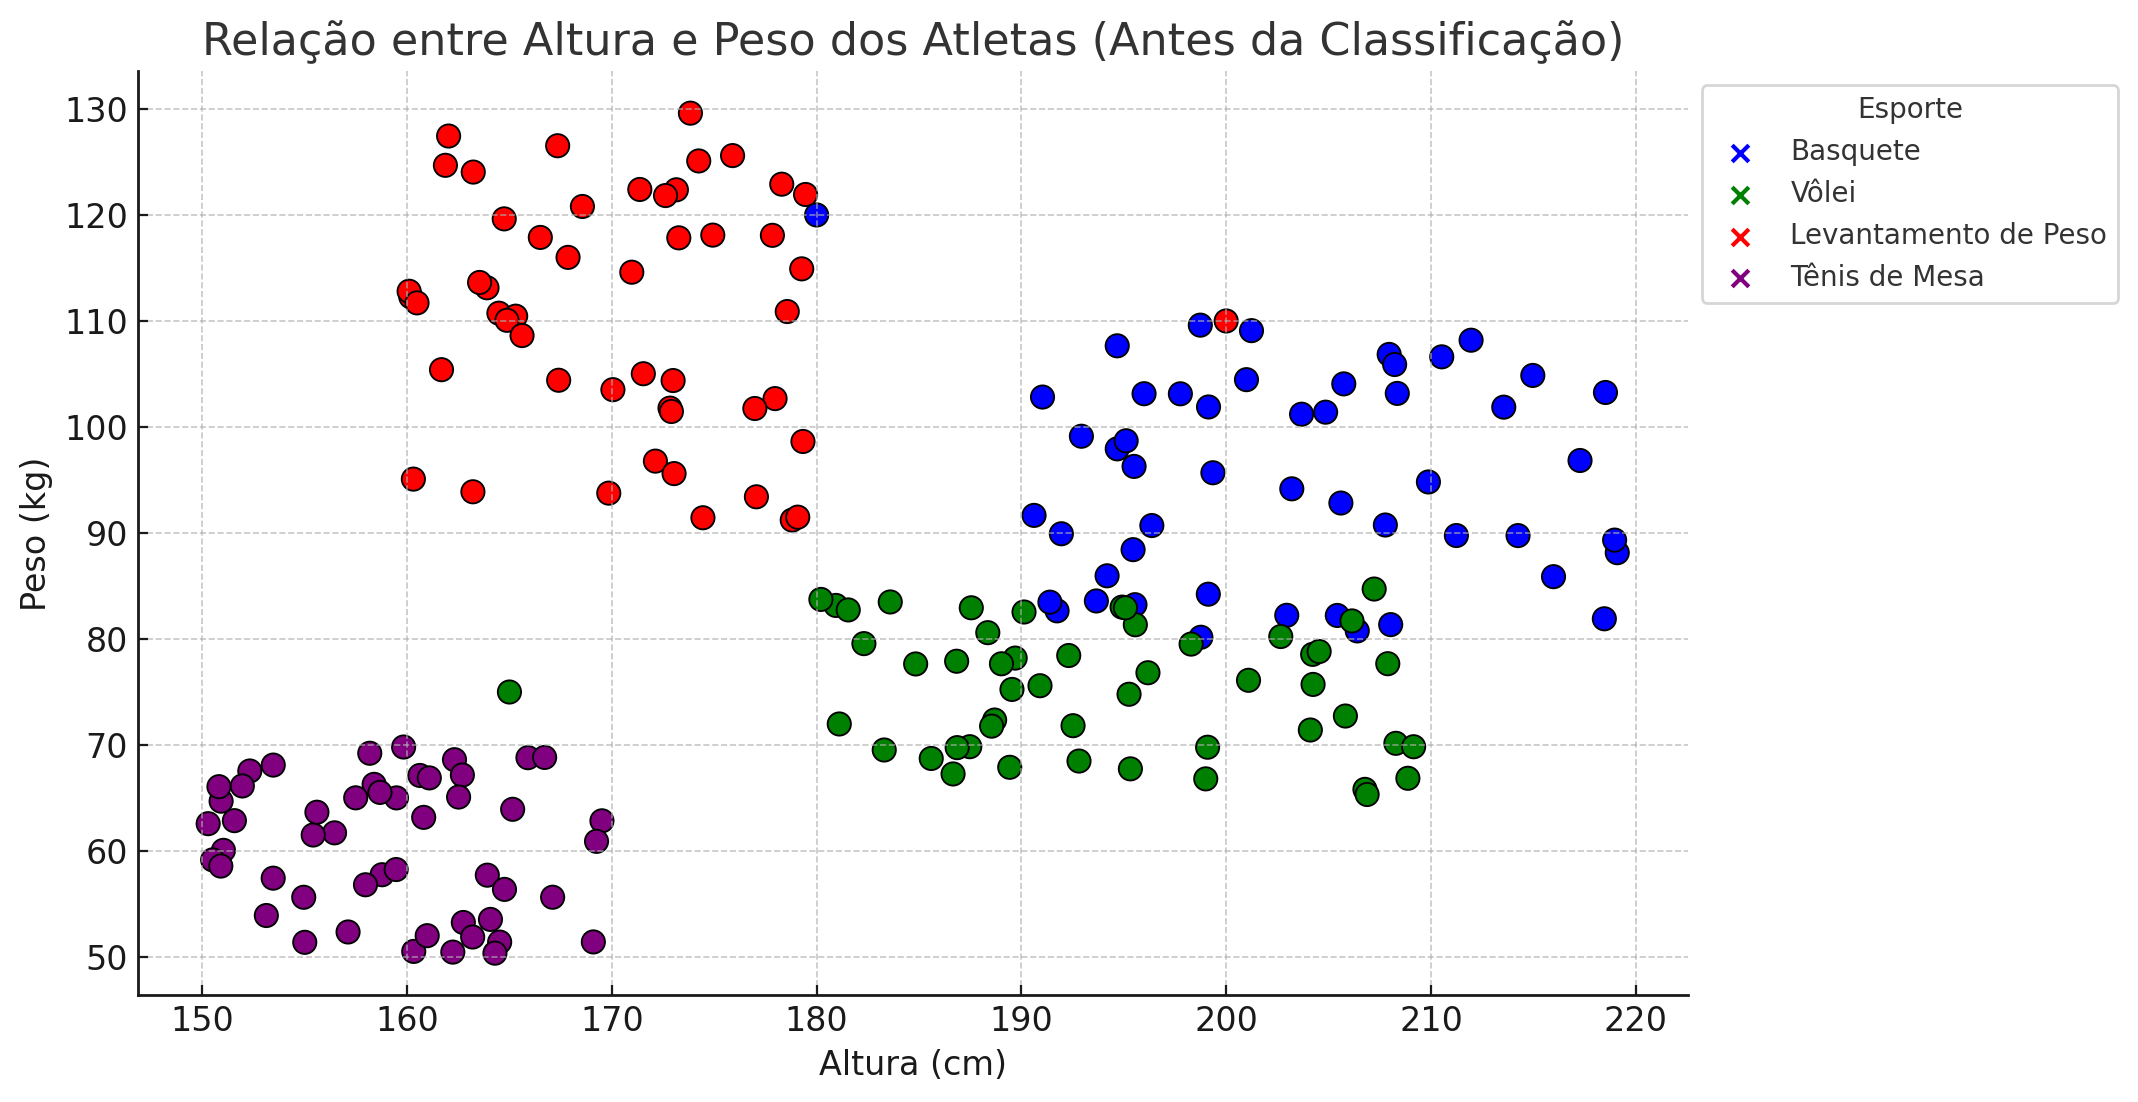 Relação entre Altura e Peso dos Atletas (Antes da Classificação)
Esporte
Basquete
Vôlei
Levantamento de Peso
Tênis de Mesa
Peso (kg)
130
120
110
100
90
80
70
60
50
150 160 170 180 190 200 210 220
Altura (cm)